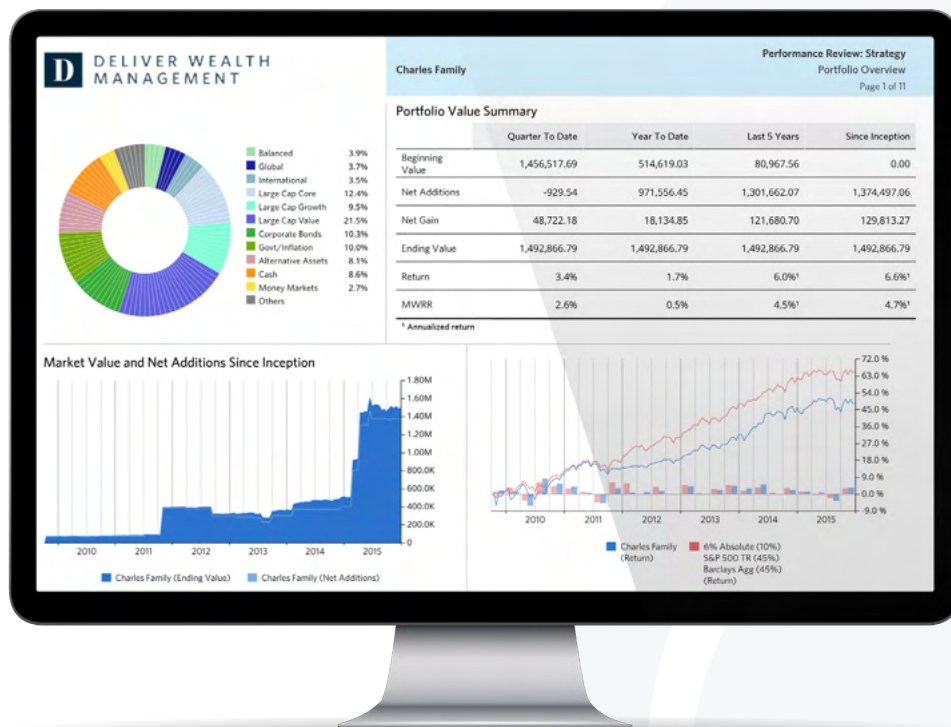 D
DELIVER WEALTH
MANAGEMENT
Charles Family
Performance Review: Strategy
Portfolio Overview
Page 1 of 11
Balanced 3.9%
Global 3.7%
International 3.5%
Large Cap Core 12.4%
Large Cap Growth 9.5%
Large Cap Value 21.5%
Corporate Bonds 10.3%
Govt/Inflation 10.0%
Alternative Assets 8.1%
Cash 8.6%
Money Markets 2.7%
Others
Portfolio Value Summary
Quarter To Date Year To Date Last 5 Years Since Inception
Beginning
Value 1,456,517.69 514,619.03 80,967.56 0.00
Net Additions -929.54 971,556.45 1,301,662.07 1,374,497.06
Net Gain 48,722.18 18,134.85 121,680.70 129,813.27
Ending Value 1,492,866.79 1,492,866.79 1,492,866.79 1,492,866.79
Return 3.4% 1.7% 6.0%¹ 6.6%¹
MWRR 2.6% 0.5% 4.5%¹ 4.7%¹
¹ Annualized return
Market Value and Net Additions Since Inception
1.80M
1.60M
1.40M
1.20M
1.00M
800.0K
600.0K
400.0K
200.0K
0
2010 2011 2012 2013 2014 2015
Charles Family (Ending Value) Charles Family (Net Additions)
72.0 %
63.0 %
54.0 %
45.0 %
36.0 %
27.0 %
18.0 %
9.0 %
0.0 %
-9.0 %
2010 2011 2012 2013 2014 2015
Charles Family
(Return)
6% Absolute (10%)
S&P 500 TR (45%)
Barclays Agg (45%)
(Return)